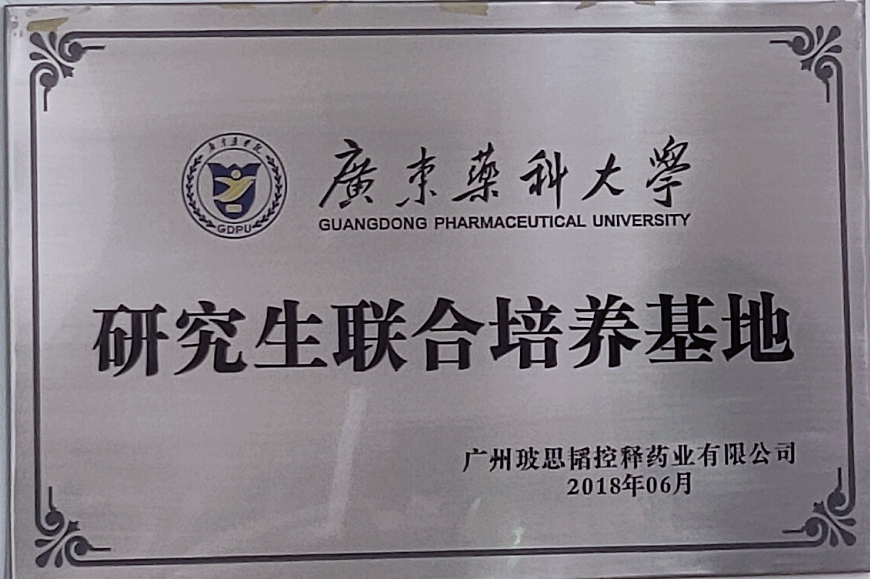 廣东藥科大學
GUANGDONG PHARMACEUTICAL UNIVERSITY
GDPU
研究生联合培养基地
广州玻思韬控释药业有限公司
2018年06月